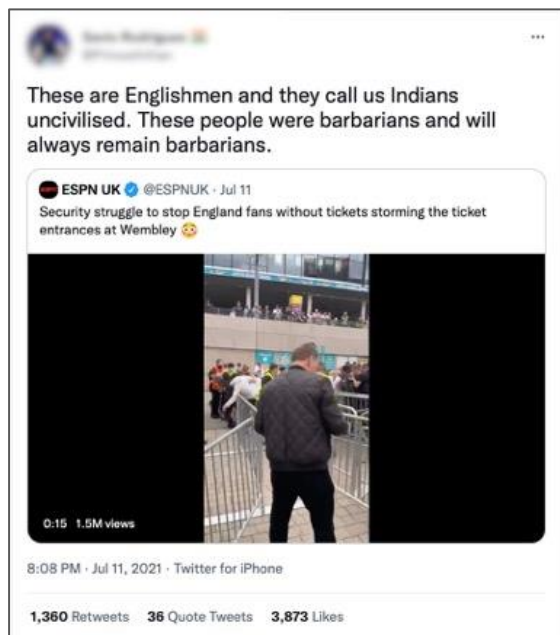 These are Englishmen and they call us Indians
uncivilised. These people were barbarians and will
always remain barbarians.
ESPN UK @ESPNUK · Jul 11
Security struggle to stop England fans without tickets storming the ticket
entrances at Wembley 😳
0:15 1.5M views
8:08 PM · Jul 11, 2021 · Twitter for iPhone
1,360 Retweets 36 Quote Tweets 3,873 Likes